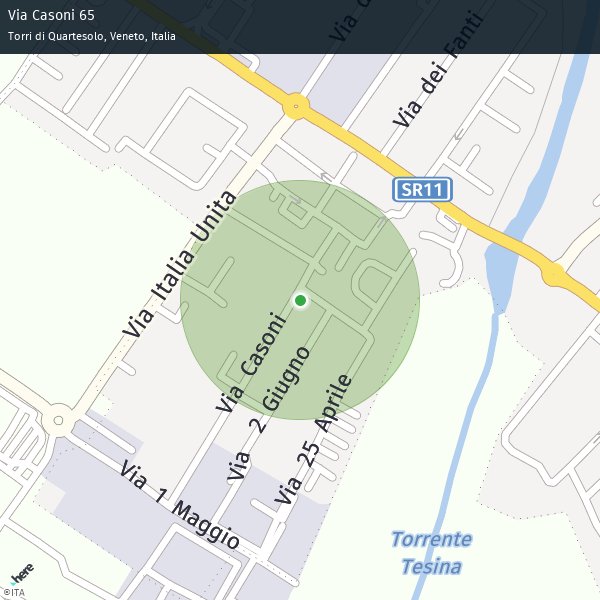 Via Casoni 65
Torri di Quartesolo, Veneto, Italia
Via d
Via dei Fanti
SR11
Via Italia Unita
Via Casoni
Via 2 Giugno
Via 25 Aprile
Via 1 Maggio
Torrente
Tesina
here
©ITA